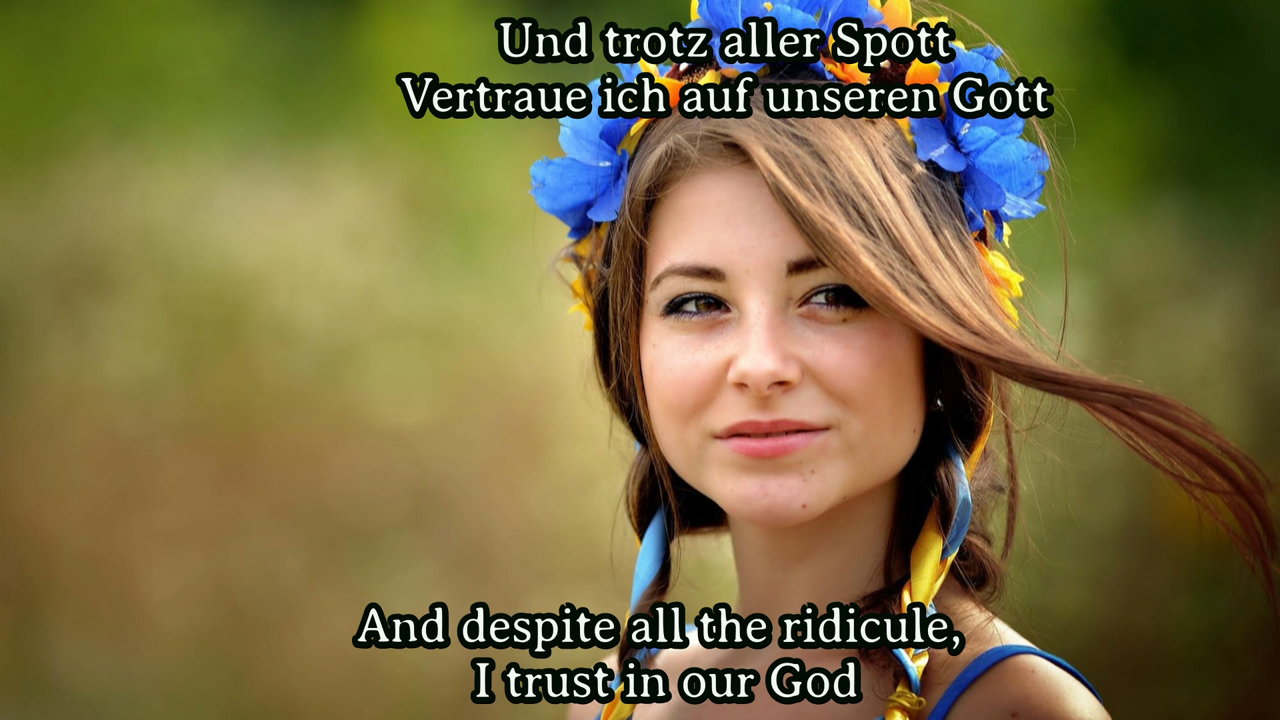 Und trotz aller Spott
Vertraue ich auf unseren Gott
And despite all the ridicule,
I trust in our God